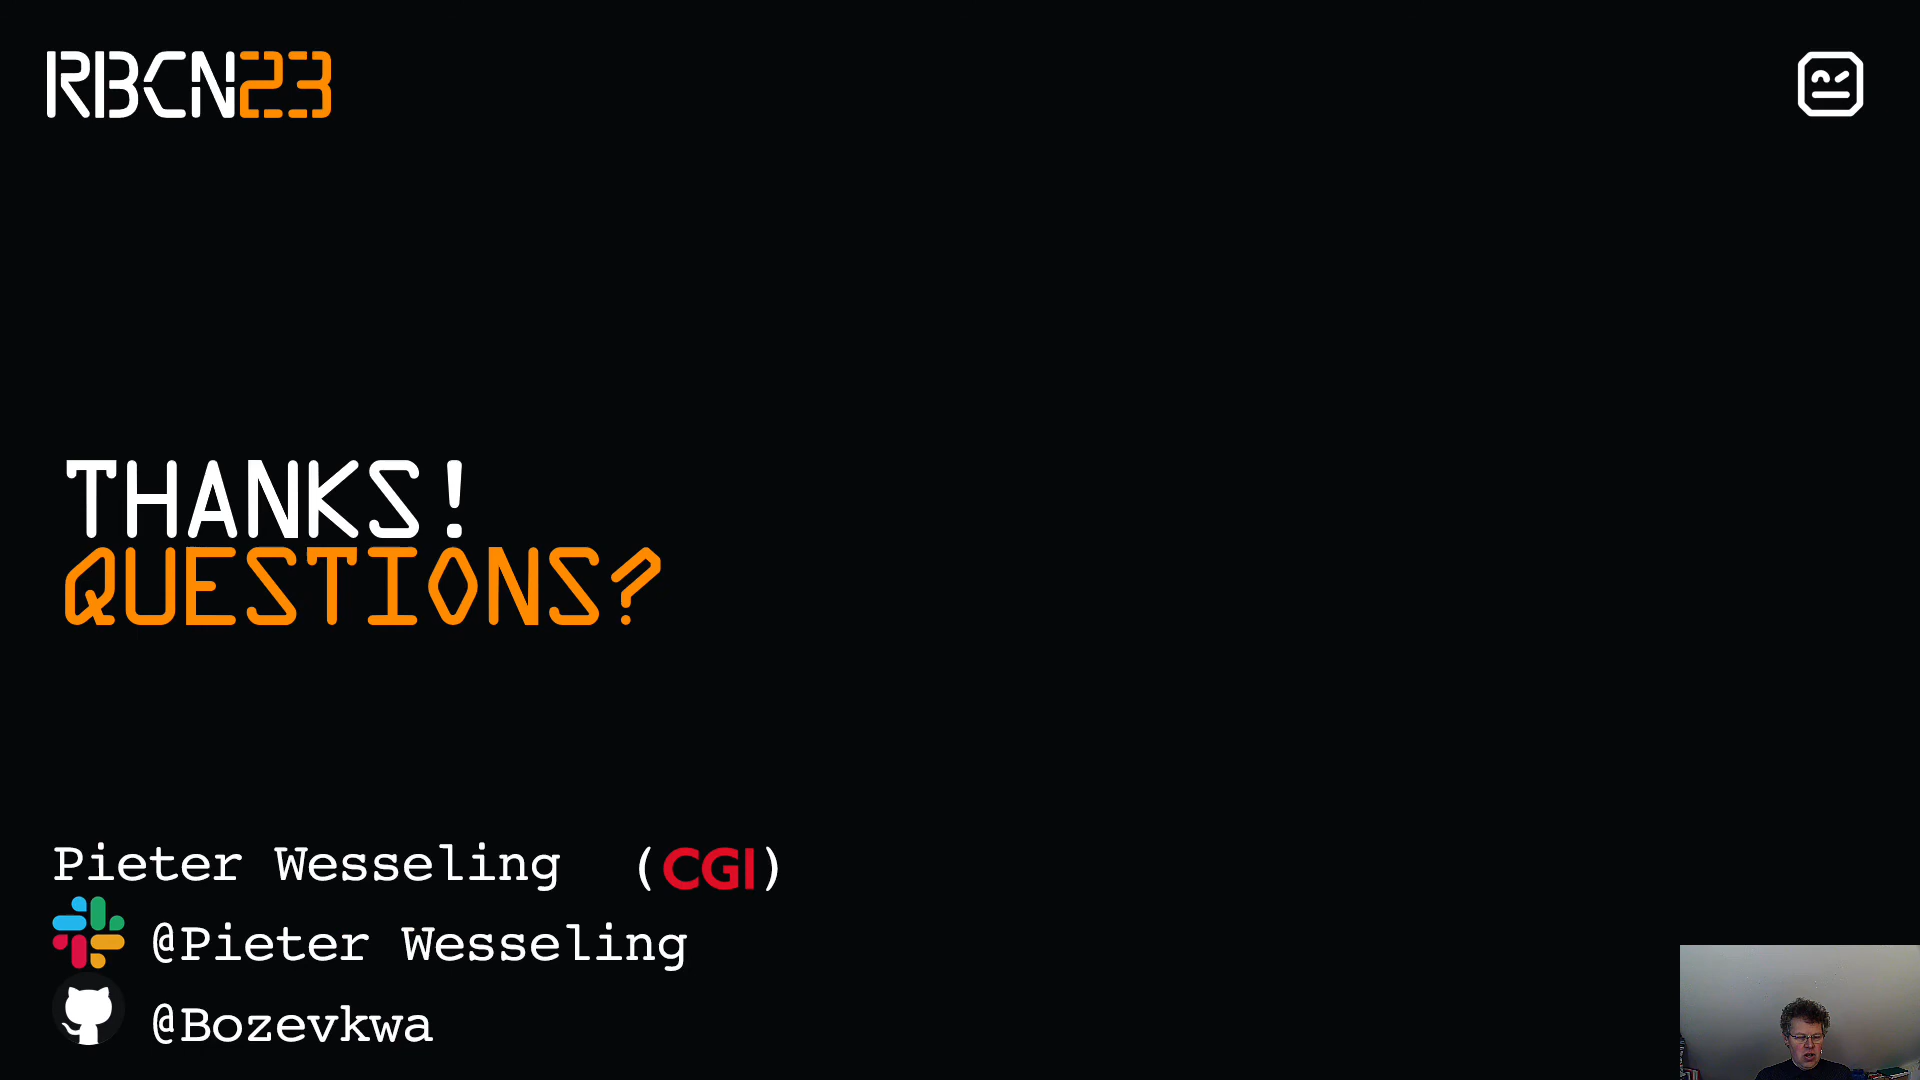 RBCN23
THANKS!
QUESTIONS?
Pieter Wesseling (CGI)
@Pieter Wesseling
@Bozevkwa